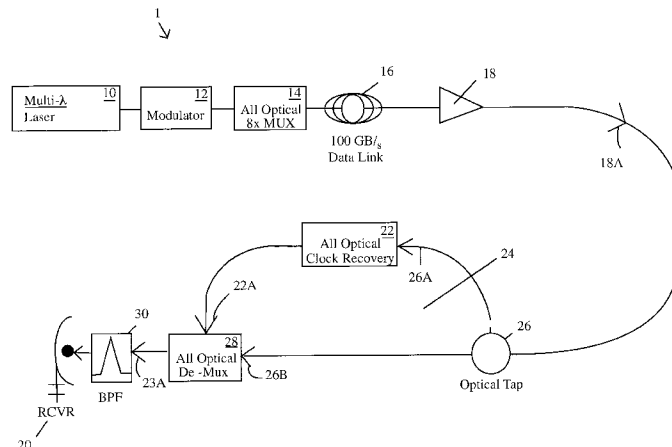 1
10
Multi-λ
Laser
12
Modulator
14
All Optical
8x MUX
16
100 GB/s
Data Link
18
18A
22
All Optical
Clock Recovery
26A
24
22A
26
Optical Tap
30
BPF
23A
28
All Optical
De -Mux
26B
RCVR
20